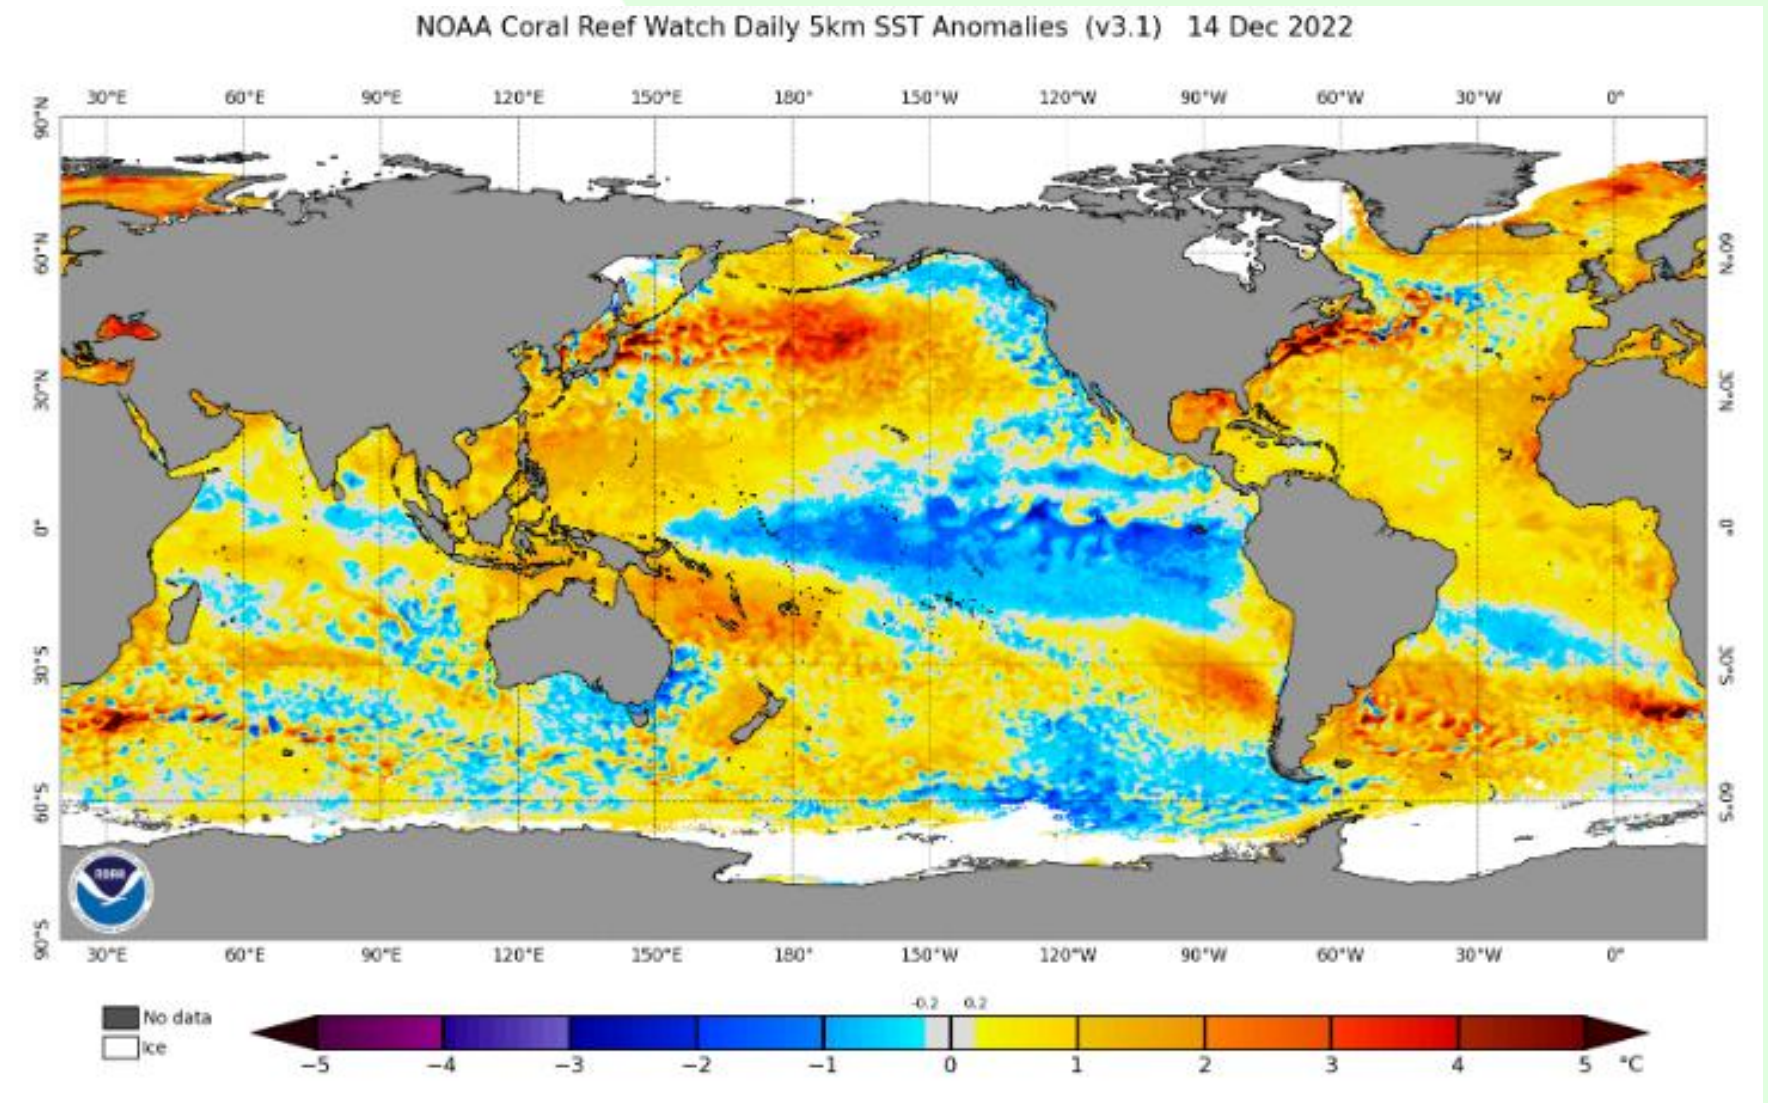 NOAA Coral Reef Watch Daily 5km SST Anomalies (v3.1) 14 Dec 2022
30°E 60°E 90°E 120°E 150°E 180° 150°W 120°W 90°W 60°W 30°W 0°
90°N
60°N 60°N
30°N 30°N
0° 0°
30°S 30°S
60°S 60°S
90°S
NOAA
30°E 60°E 90°E 120°E 150°E 180° 150°W 120°W 90°W 60°W 30°W 0°
-0.2 0.2
No data
Ice
−5 −4 −3 −2 −1 0 1 2 3 4 5 °C